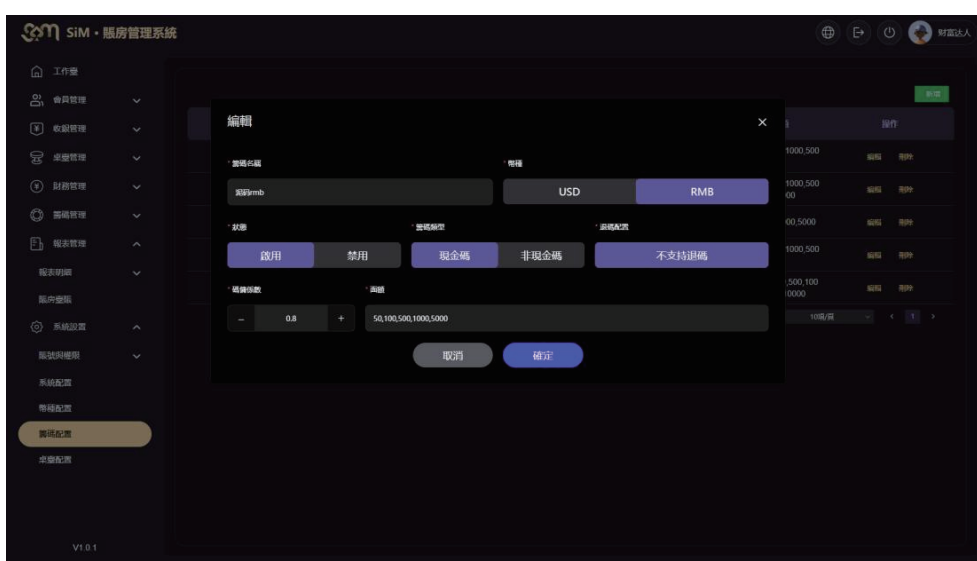 SiM • 賬房管理系統
财富达人
工作臺
會員管理
收銀管理
桌臺管理
財務管理
籌碼管理
報表管理
報表明細
賬房臺賬
系統設置
賬號與權限
系統配置
幣種配置
籌碼配置
桌臺配置
V1.0.1
新增
操作
1000,500
編輯 刪除
1000,500
00
編輯 刪除
00,5000
編輯 刪除
1000,500
編輯 刪除
,500,100
0000
編輯 刪除
10條/頁
1
編輯
* 籌碼名稱
* 幣種
泥码rmb
USD
RMB
* 狀態
* 籌碼類型
* 退碼配置
啟用
禁用
現金碼
非現金碼
不支持退碼
* 碼佣係數
* 面額
0.8
50,100,500,1000,5000
取消
確定